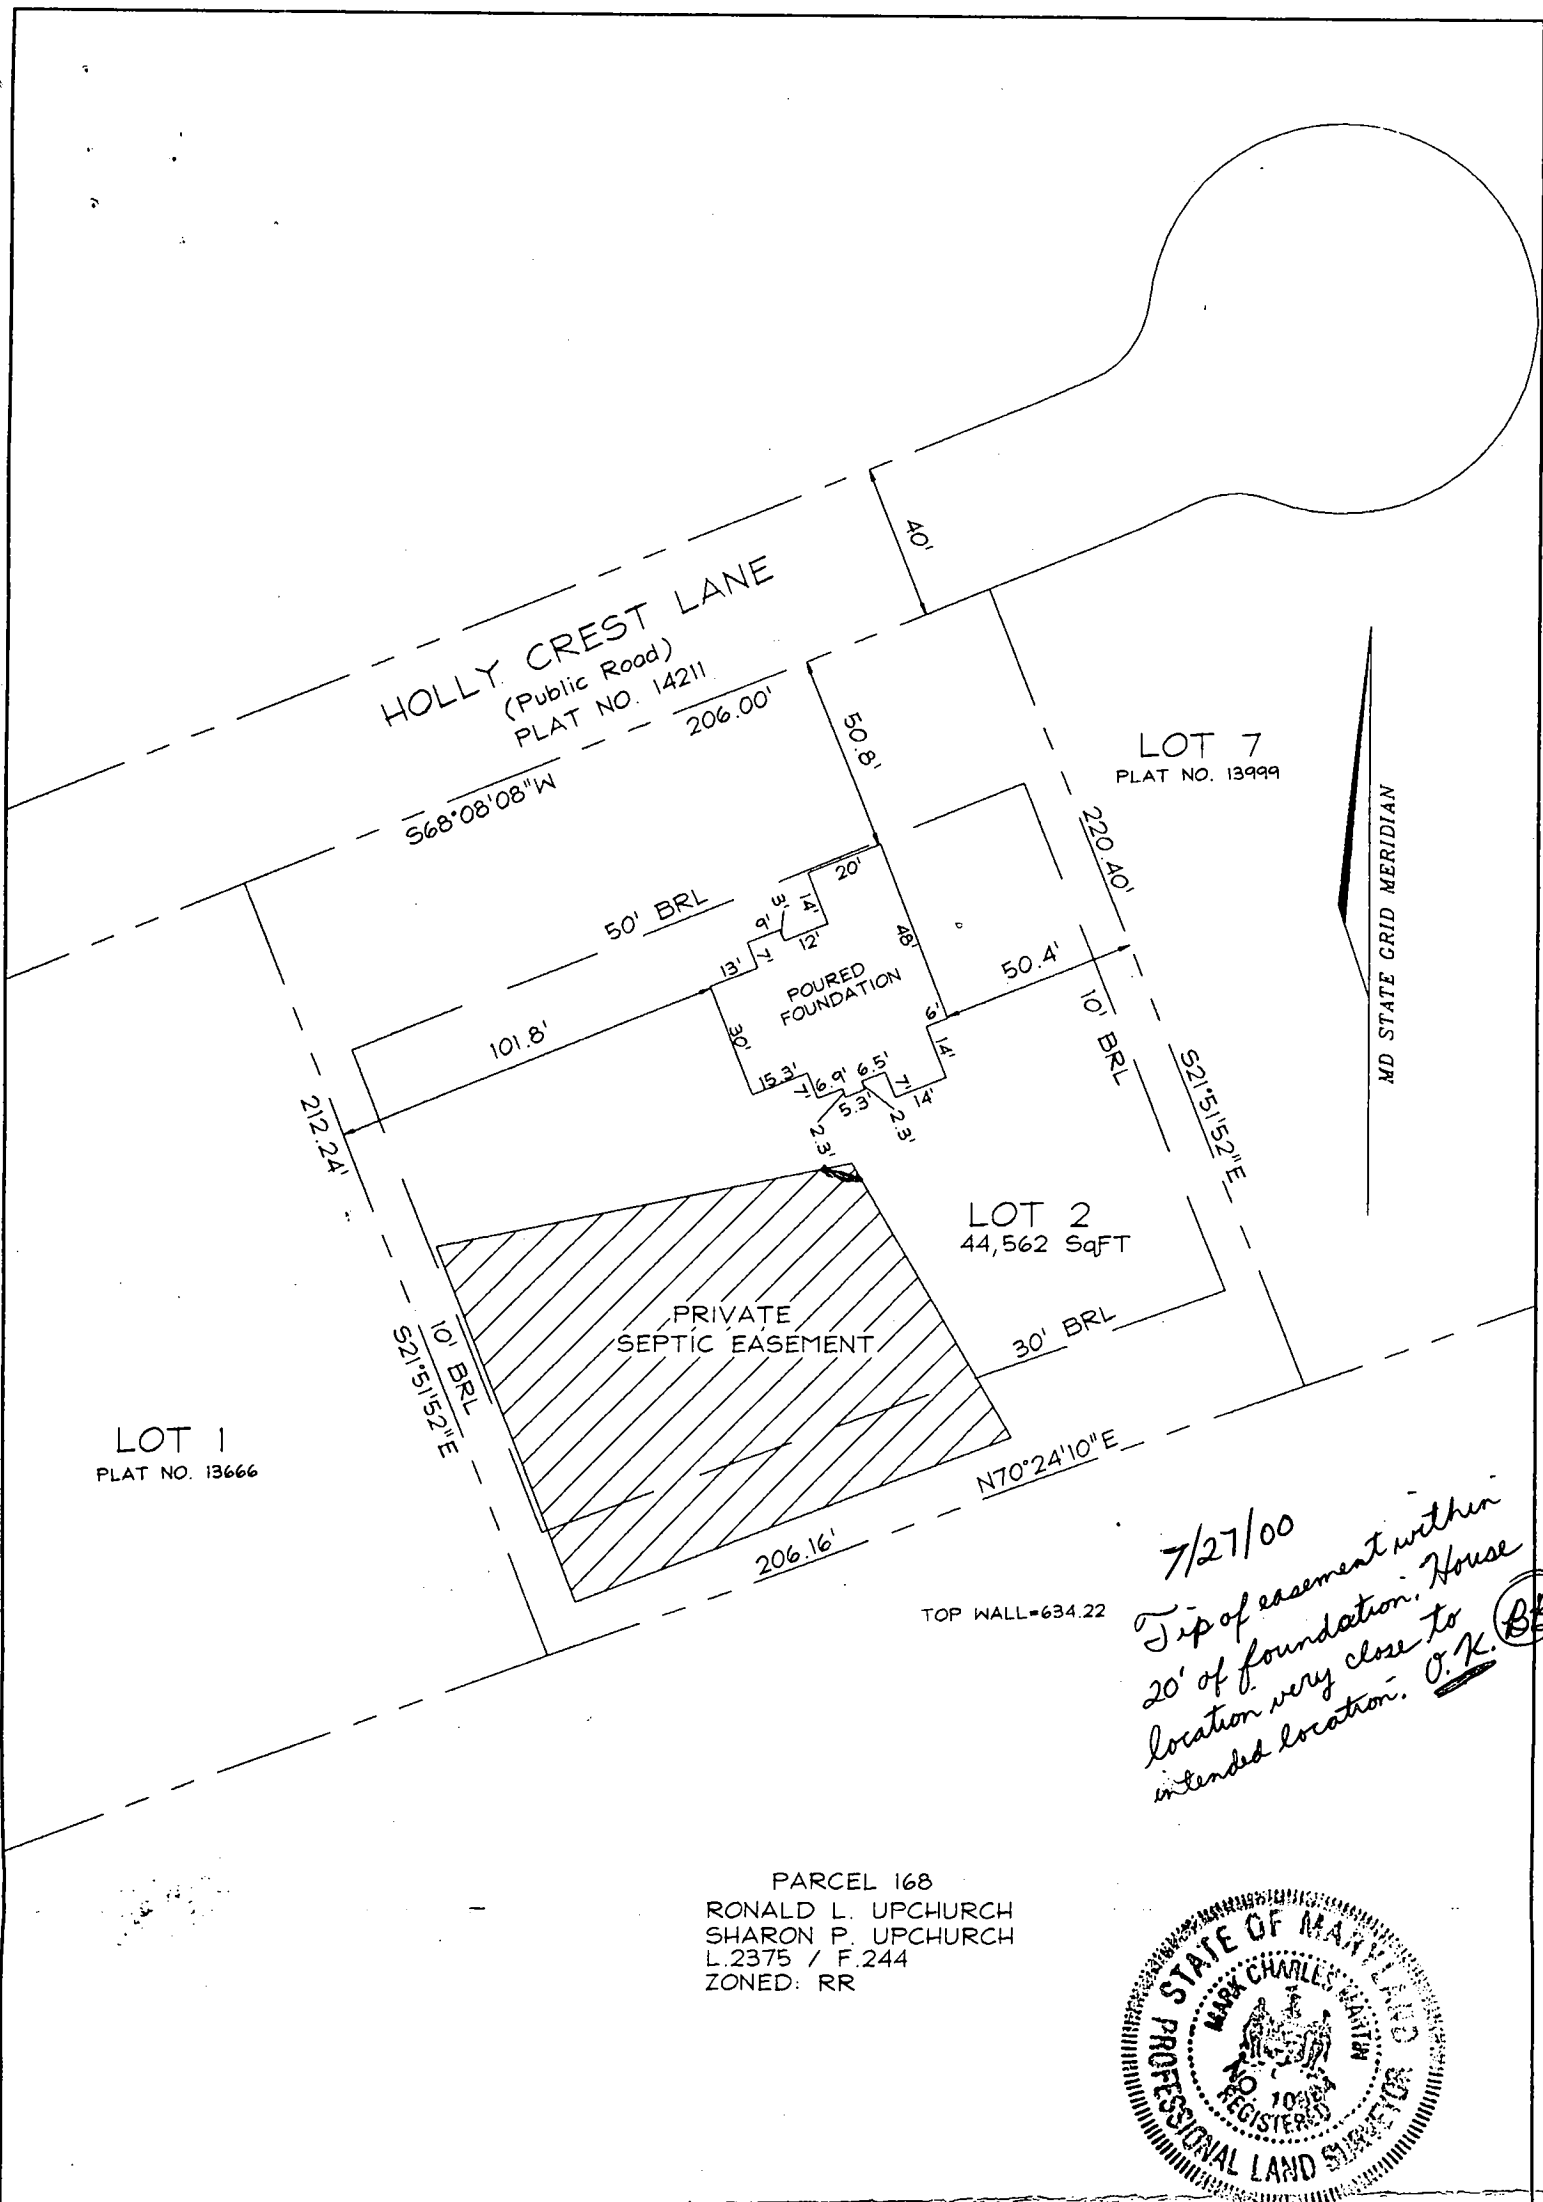 HOLLY CREST LANE
(Public Road)
PLAT NO. 14211
40'
206.00'
S68°08'08"W
50.8'
LOT 7
PLAT NO. 13999
220.40'
MD STATE GRID MERIDIAN
50' BRL
20'
14'
3'
9'
12'
7'
13'
48'
POURED
FOUNDATION
50.4'
10' BRL
101.8'
30'
6'
14'
15.3'
7'
6.9'
6.5'
7'
5.3'
14'
2.3'
2.3'
S21°51'52"E
212.24'
LOT 2
44,562 SqFT
PRIVATE
SEPTIC EASEMENT
30' BRL
10' BRL
S21°51'52"E
LOT 1
PLAT NO. 13666
N70°24'10"E
206.16'
TOP WALL=634.22
7/27/00
Tip of easement within
20' of foundation. House
location very close to
intended location. O.K.
PARCEL 168
RONALD L. UPCHURCH
SHARON P. UPCHURCH
L.2375 / F.244
ZONED: RR
STATE OF MARYLAND
MARK CHARLES MARTIN
NO.
REGISTERED
PROFESSIONAL LAND SURVEYOR